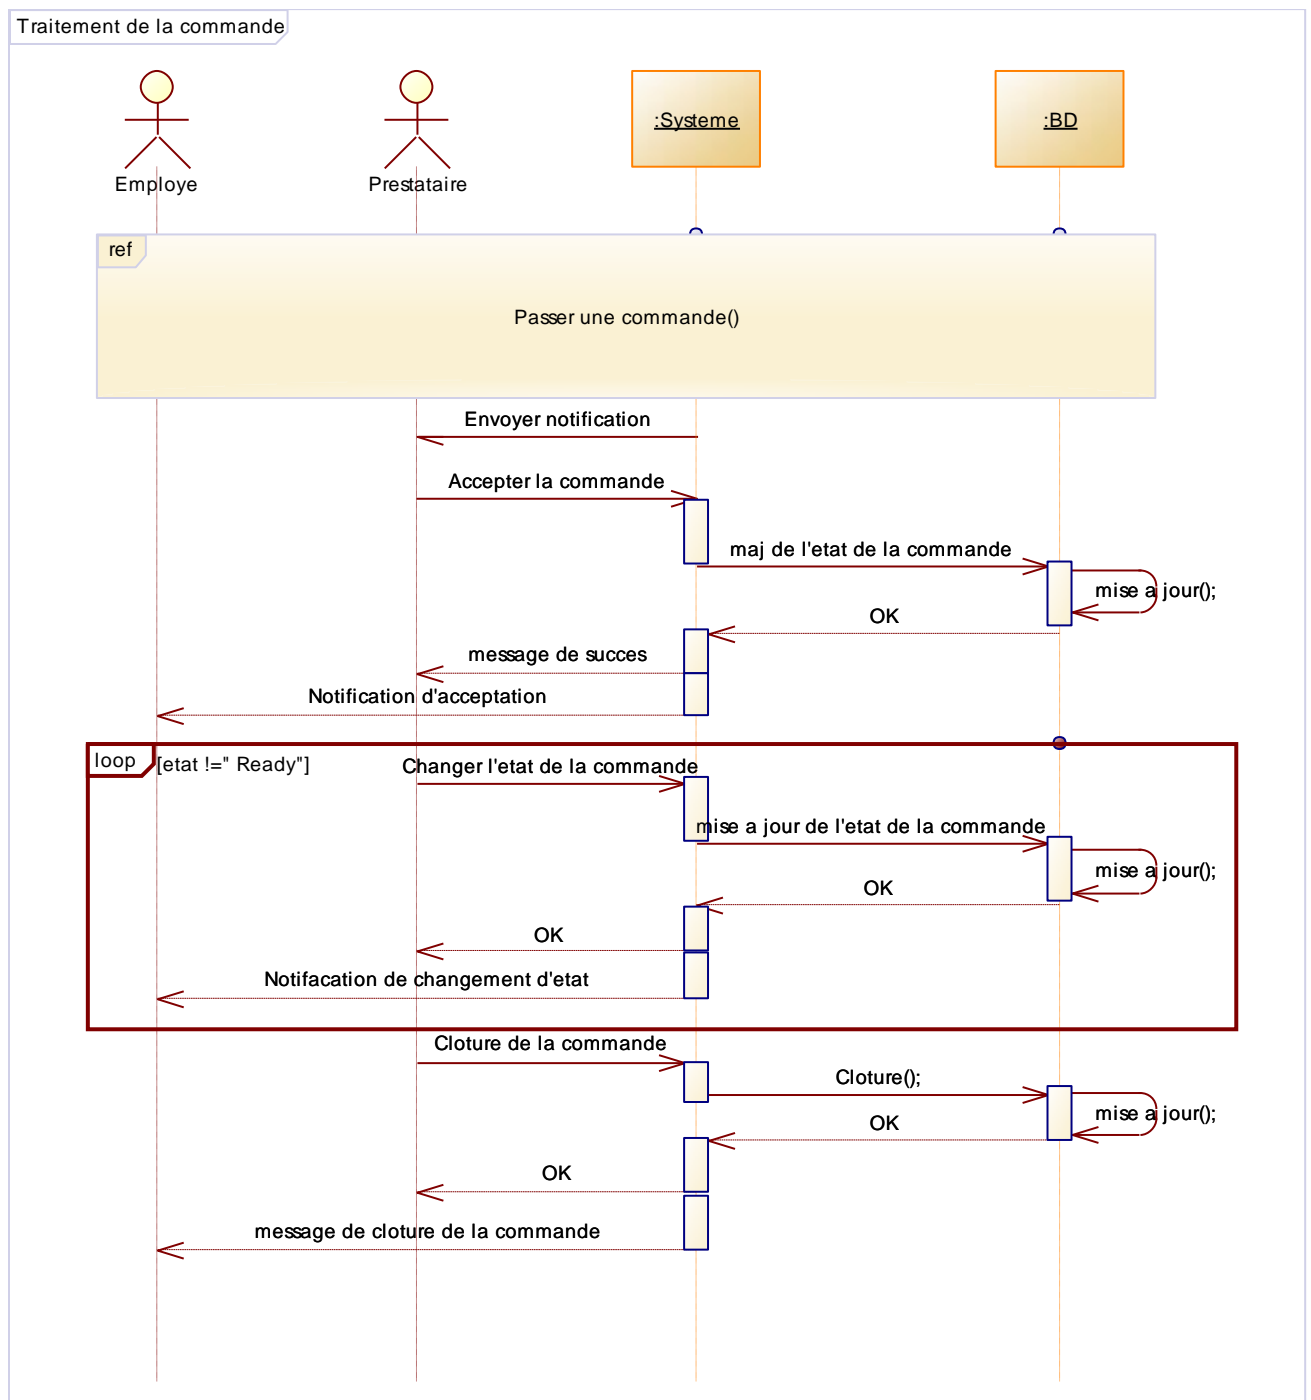 Traitement de la commande
:Systeme
:BD
Employe
Prestataire
ref
Passer une commande()
Envoyer notification
Accepter la commande
maj de l'etat de la commande
mise a jour();
OK
message de succes
Notification d'acceptation
loop
[etat !=" Ready"]
Changer l'etat de la commande
mise a jour de l'etat de la commande
mise a jour();
OK
OK
Notifacation de changement d'etat
Cloture de la commande
Cloture();
mise a jour();
OK
OK
message de cloture de la commande